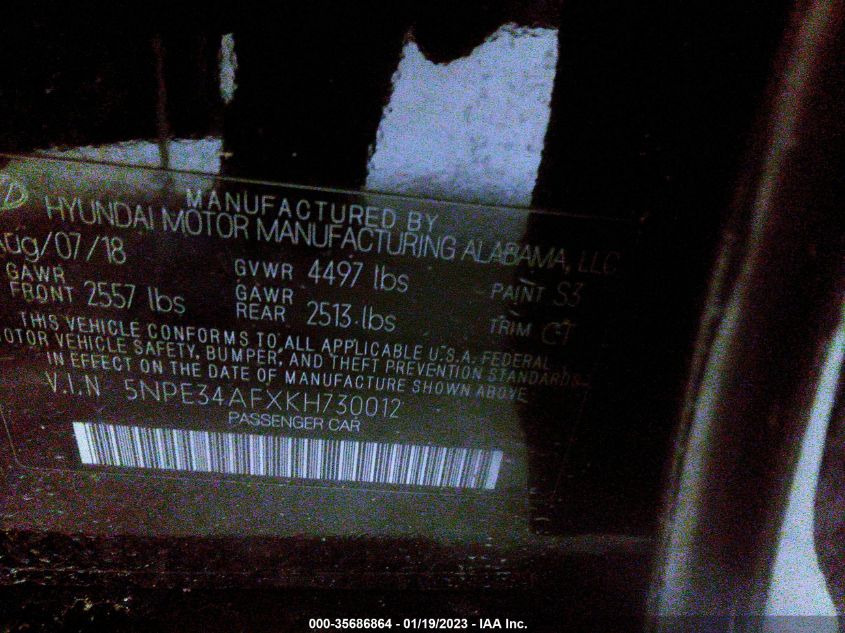 MANUFACTURED BY
HYUNDAI MOTOR MANUFACTURING ALABAMA, LLC
Aug/07/18
GVWR 4497 lbs
PAINT S3
GAWR FRONT 2557 lbs
GAWR REAR 2513 lbs
TRIM CT
THIS VEHICLE CONFORMS TO ALL APPLICABLE U.S.A. FEDERAL
MOTOR VEHICLE SAFETY, BUMPER, AND THEFT PREVENTION STANDARDS
IN EFFECT ON THE DATE OF MANUFACTURE SHOWN ABOVE
V.I.N 5NPE34AFXKH730012
PASSENGER CAR
000-35686864 - 01/19/2023 - IAA Inc.